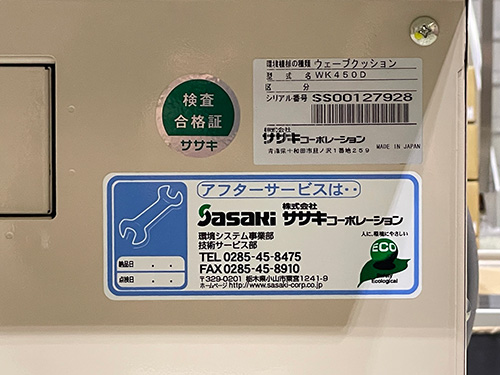 検査
合格証
ササキ
環境機器の種類 ウェーブクッション
型式名 WK450D
区分
シリアル番号 SS00127928
株式会社
ササキコーポレーション
青森県十和田市里ノ沢1番地259 MADE IN JAPAN
アフターサービスは・・
Sasaki 株式会社 ササキコーポレーション
環境システム事業部
技術サービス部
TEL 0285-45-8475
FAX 0285-45-8910
〒329-0201 栃木県小山市粟宮1241-9
ホームページ http://www.sasaki-corp.co.jp
納品日 ・ ・
点検日 ・ ・
人に、環境にやさしい
ECO
Ecological